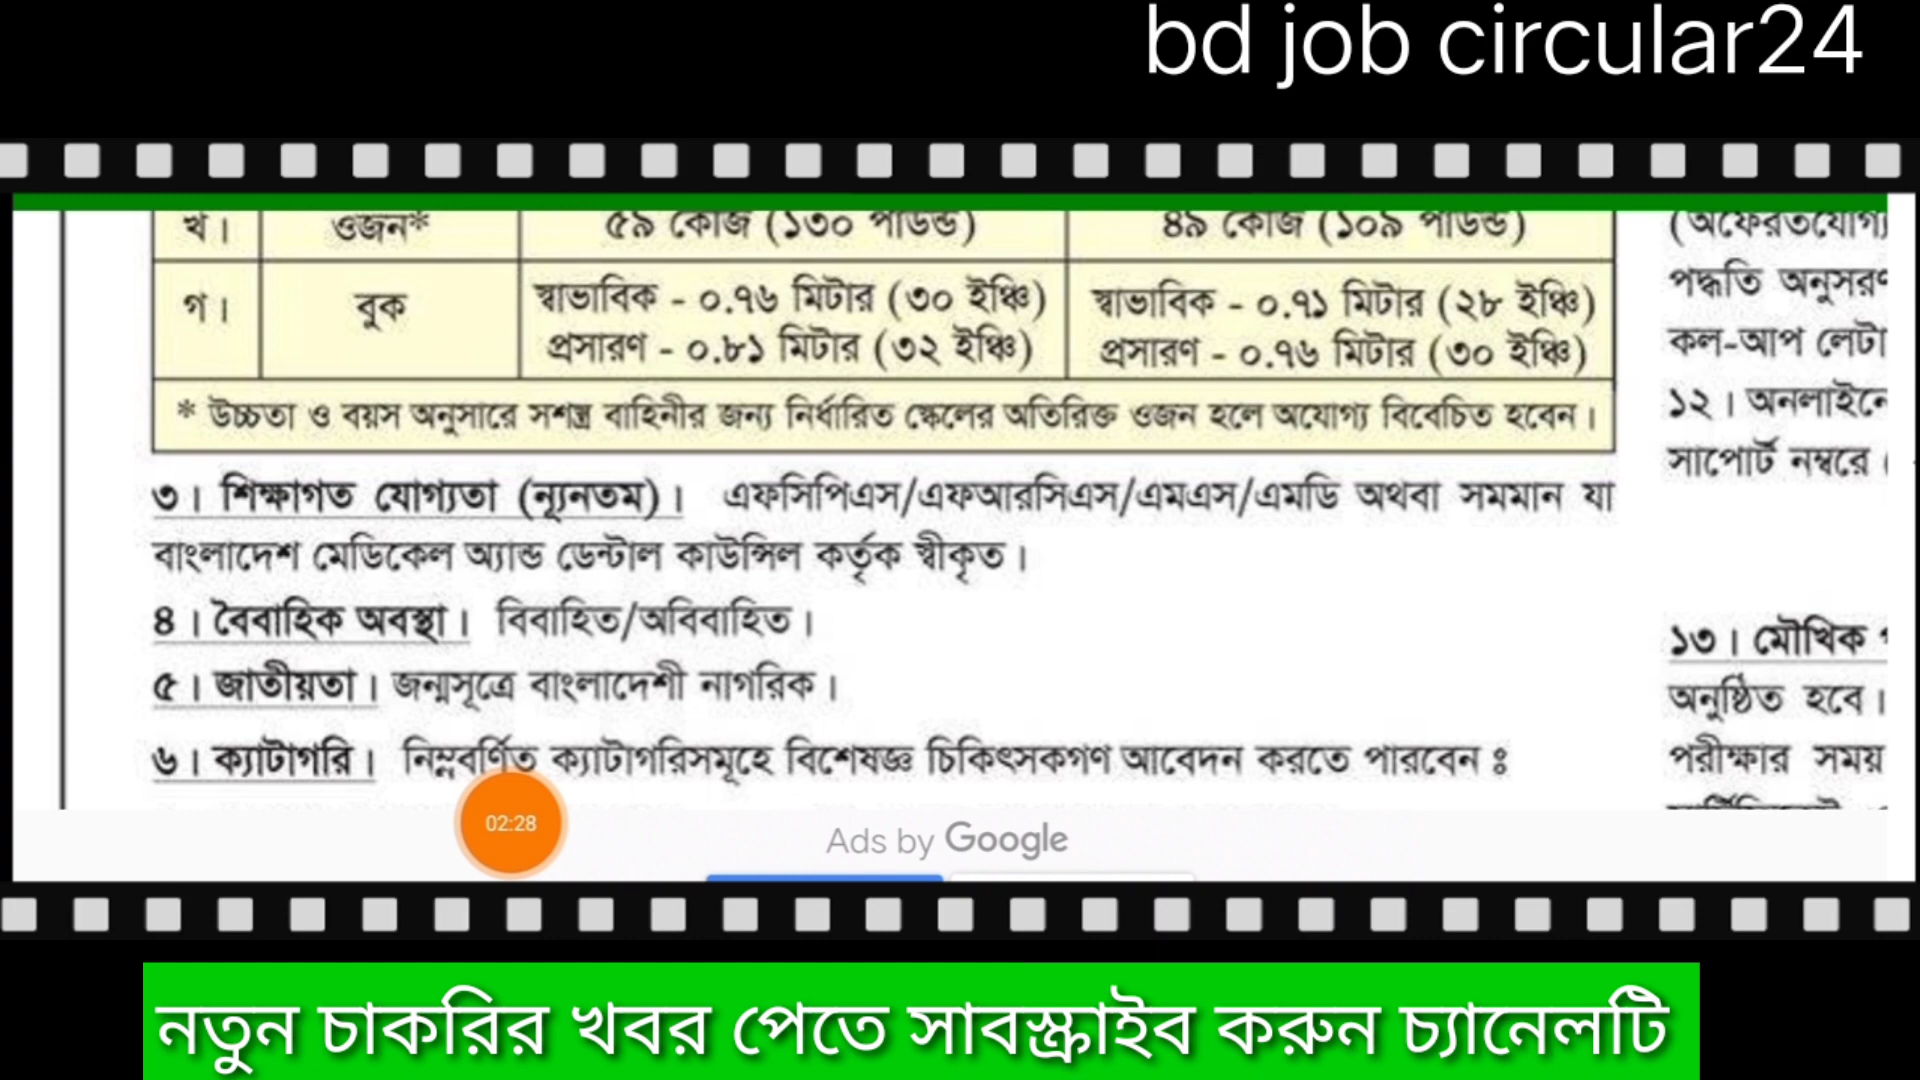 bd job circular24
খ। ওজন* ৫৯ কেজি (১৩০ পাউন্ড) ৪৯ কেজি (১০৯ পাউন্ড)
গ। বুক স্বাভাবিক - ০.৭৬ মিটার (৩০ ইঞ্চি) স্বাভাবিক - ০.৭১ মিটার (২৮ ইঞ্চি)
প্রসারণ - ০.৮১ মিটার (৩২ ইঞ্চি) প্রসারণ - ০.৭৬ মিটার (৩০ ইঞ্চি)
* উচ্চতা ও বয়স অনুসারে সশস্ত্র বাহিনীর জন্য নির্ধারিত স্কেলের অতিরিক্ত ওজন হলে অযোগ্য বিবেচিত হবেন।
৩। শিক্ষাগত যোগ্যতা (ন্যূনতম)। এফসিপিএস/এফআরসিএস/এমএস/এমডি অথবা সমমান যা
বাংলাদেশ মেডিকেল অ্যান্ড ডেন্টাল কাউন্সিল কর্তৃক স্বীকৃত।
৪। বৈবাহিক অবস্থা। বিবাহিত/অবিবাহিত।
৫। জাতীয়তা। জন্মসূত্রে বাংলাদেশী নাগরিক।
৬। ক্যাটাগরি। নিম্নবর্ণিত ক্যাটাগরিসমূহে বিশেষজ্ঞ চিকিৎসকগণ আবেদন করতে পারবেন ঃ
(অফেরতযোগ্য
পদ্ধতি অনুসরণ
কল-আপ লেটা
১২। অনলাইনে
সাপোর্ট নম্বরে (
১৩। মৌখিক
অনুষ্ঠিত হবে।
পরীক্ষার সময়
02:28
Ads by Google
নতুন চাকরির খবর পেতে সাবস্ক্রাইব করুন চ্যানেলটি